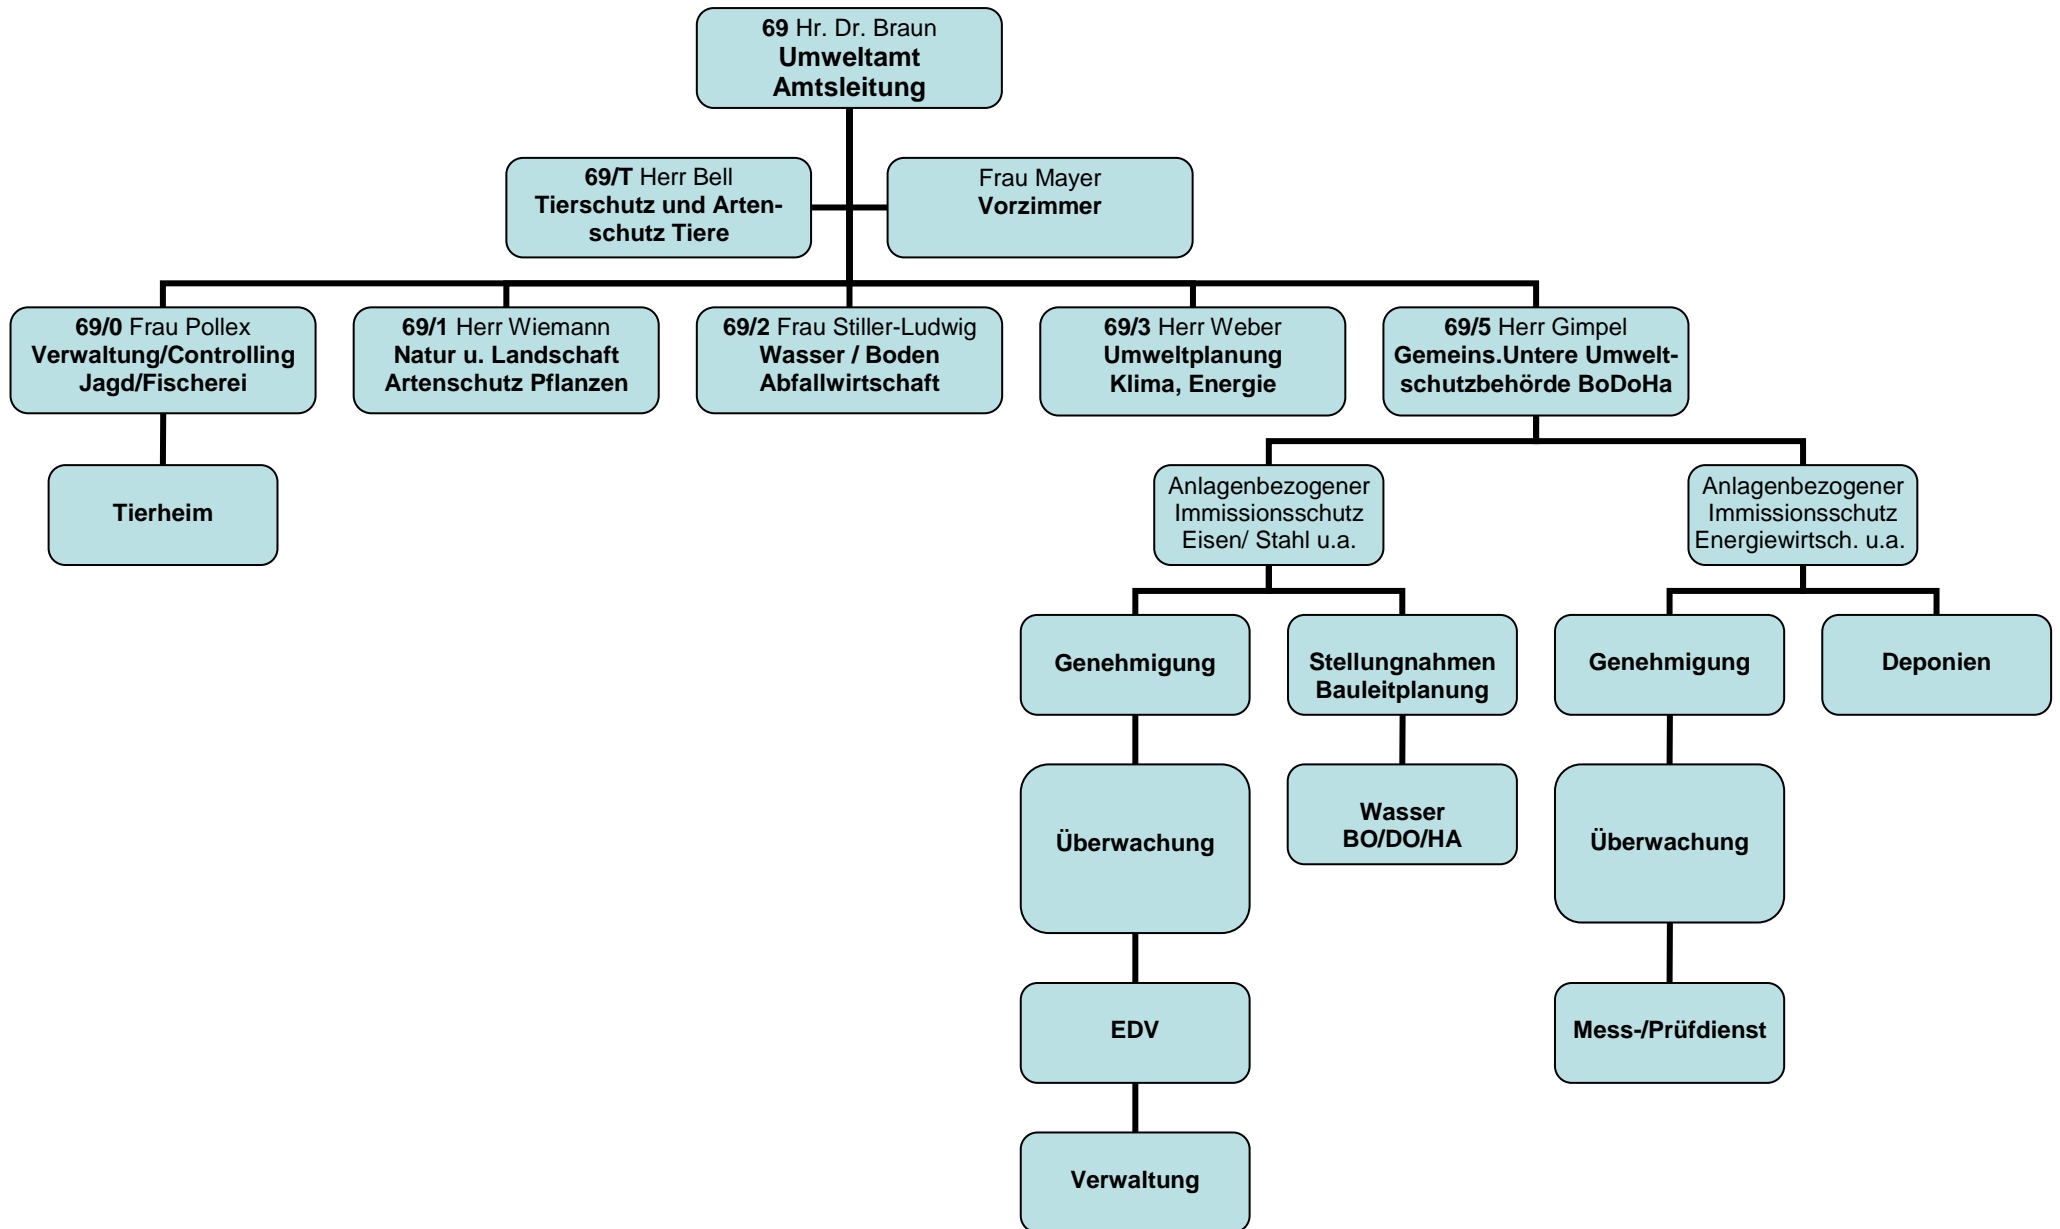 69 Hr. Dr. Braun
Umweltamt
Amtsleitung
69/T Herr Bell
Tierschutz und Arten-
schutz Tiere
Frau Mayer
Vorzimmer
69/0 Frau Pollex
Verwaltung/Controlling
Jagd/Fischerei
69/1 Herr Wiemann
Natur u. Landschaft
Artenschutz Pflanzen
69/2 Frau Stiller-Ludwig
Wasser / Boden
Abfallwirtschaft
69/3 Herr Weber
Umweltplanung
Klima, Energie
69/5 Herr Gimpel
Gemeins.Untere Umwelt-
schutzbehörde BoDoHa
Tierheim
Anlagenbezogener
Immissionsschutz
Eisen/ Stahl u.a.
Anlagenbezogener
Immissionsschutz
Energiewirtsch. u.a.
Genehmigung
Stellungnahmen
Bauleitplanung
Genehmigung
Deponien
Überwachung
Wasser
BO/DO/HA
Überwachung
EDV
Mess-/Prüfdienst
Verwaltung